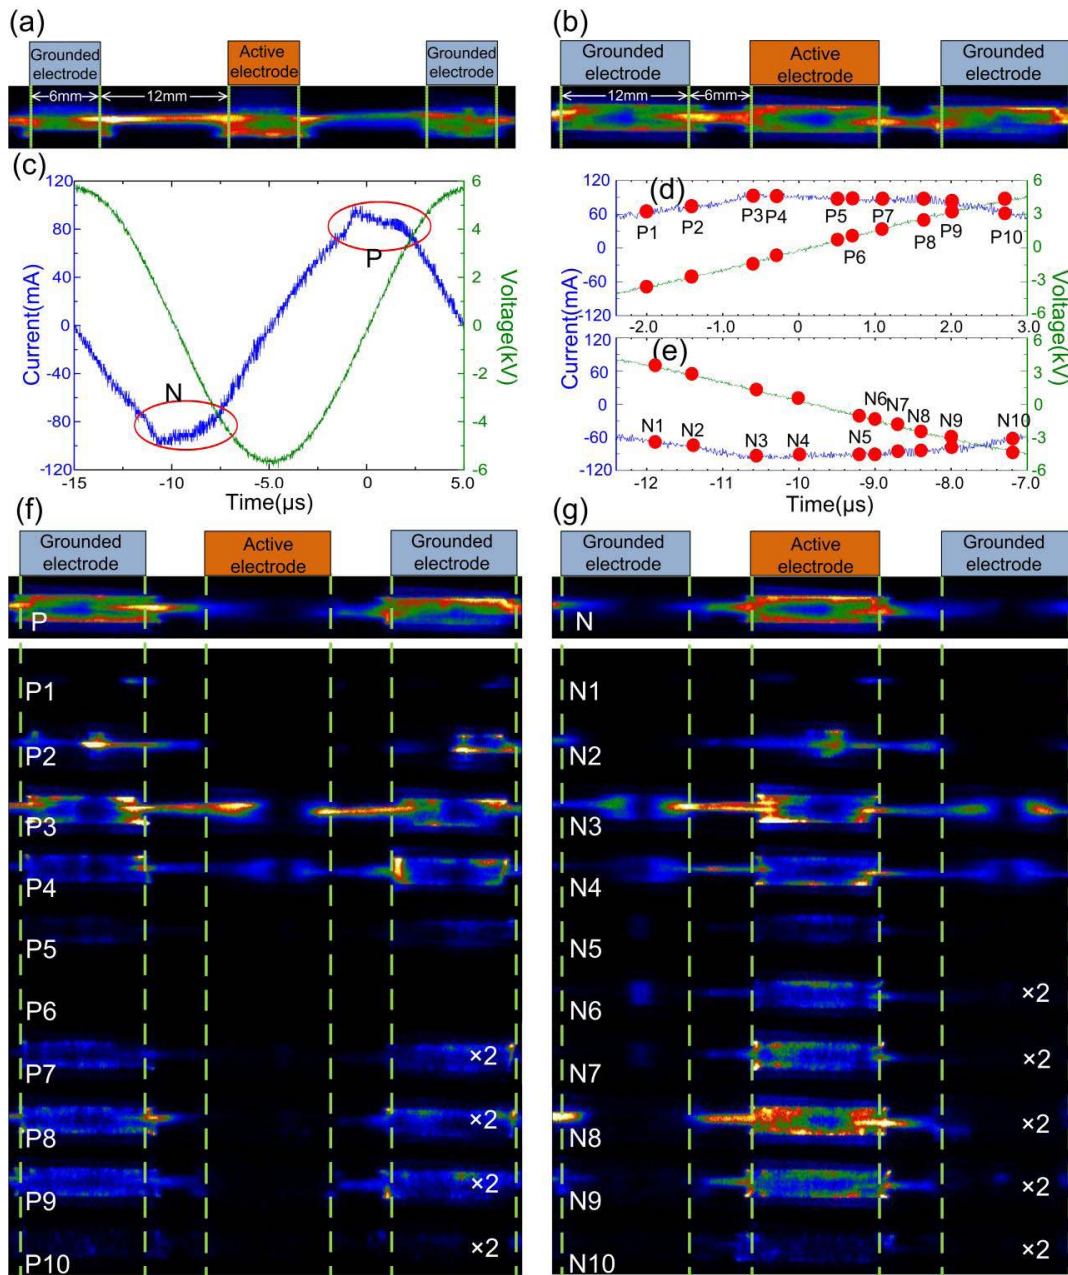 (a)
Grounded
electrode
Active
electrode
Grounded
electrode
6mm
12mm
(b)
Grounded
electrode
Active
electrode
Grounded
electrode
12mm
6mm
(c)
120
80
40
0
-40
-80
-120
Current(mA)
6
4
2
0
-2
-4
-6
Voltage(kV)
N
P
-15
-10
-5
0
5.0
Time(μs)
(d)
120
60
0
-60
-120
6
3
0
-3
-6
P1
P2
P3
P4
P5
P6
P7
P8
P9
P10
-2.0
-1.0
0
1.0
2.0
3.0
(e)
Current(mA)
Voltage(kV)
60
0
-60
-120
6
3
0
-3
-6
N1
N2
N3
N4
N5
N6
N7
N8
N9
N10
-12
-11
-10
-9.0
-8.0
-7.0
Time(μs)
(f)
Grounded
electrode
Active
electrode
Grounded
electrode
P
P1
P2
P3
P4
P5
P6
P7 ×2
P8 ×2
P9 ×2
P10 ×2
(g)
Grounded
electrode
Active
electrode
Grounded
electrode
N
N1
N2
N3
N4
N5
N6 ×2
N7 ×2
N8 ×2
N9 ×2
N10 ×2